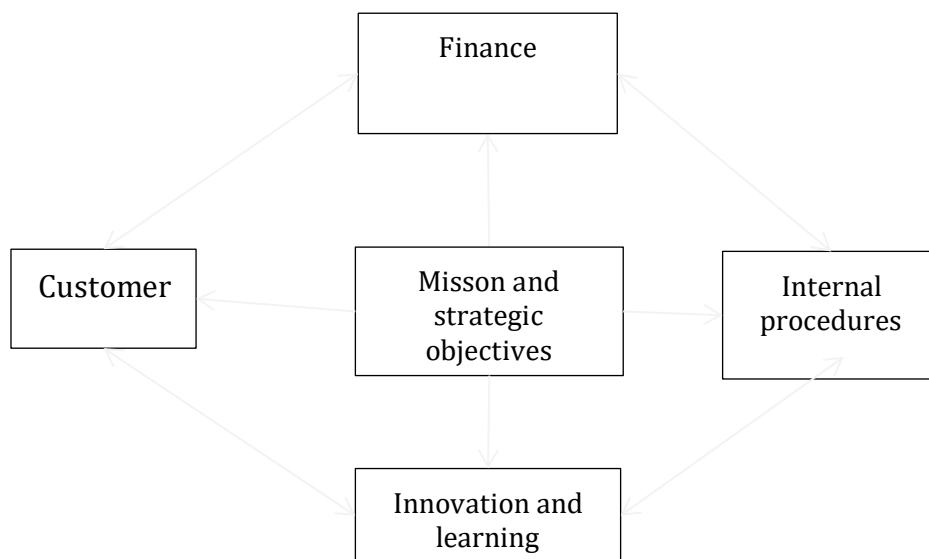 Finance
Customer
Misson and
strategic
objectives
Internal
procedures
Innovation and
learning